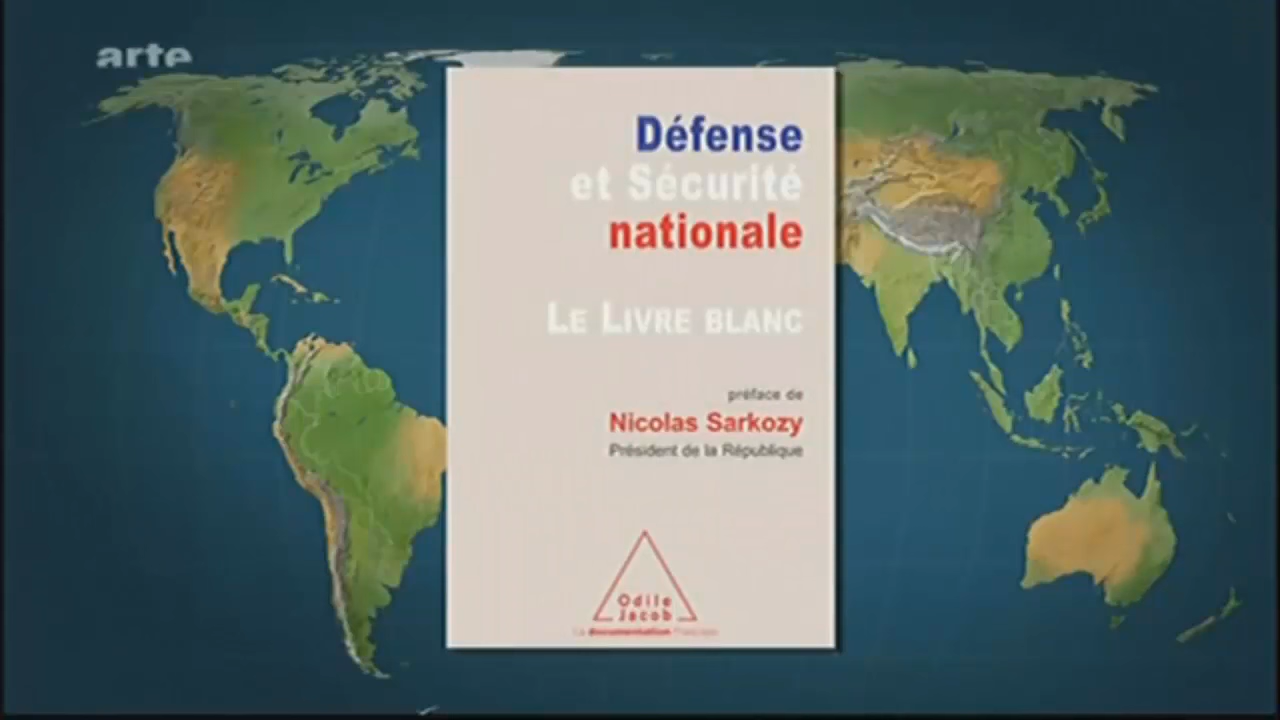 arte
Défense
et Sécurité
nationale
LE LIVRE BLANC
préface de
Nicolas Sarkozy
Président de la République
Odile
Jacob
La documentation Française